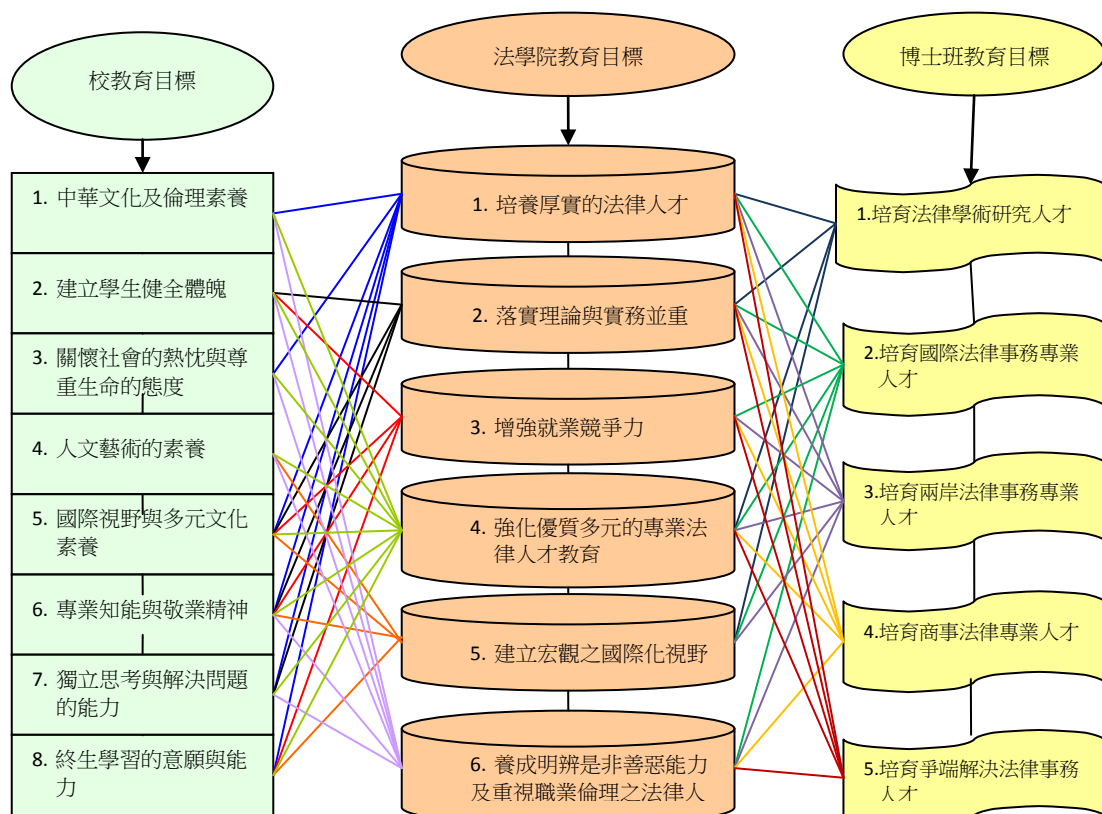 校教育目標
1. 中華文化及倫理素養
2. 建立學生健全體魄
3. 關懷社會的熱忱與尊
重生命的態度
4. 人文藝術的素養
5. 國際視野與多元文化
素養
6. 專業知能與敬業精神
7. 獨立思考與解決問題
的能力
8. 終生學習的意願與能
力
法學院教育目標
1. 培養厚實的法律人才
2. 落實理論與實務並重
3. 增強就業競爭力
4. 強化優質多元的專業法
律人才教育
5. 建立宏觀之國際化視野
6. 養成明辨是非善惡能力
及重視職業倫理之法律人
博士班教育目標
1.培育法律學術研究人才
2.培育國際法律事務專業
人才
3.培育兩岸法律事務專業
人才
4.培育商事法律專業人才
5.培育爭端解決法律事務
人才